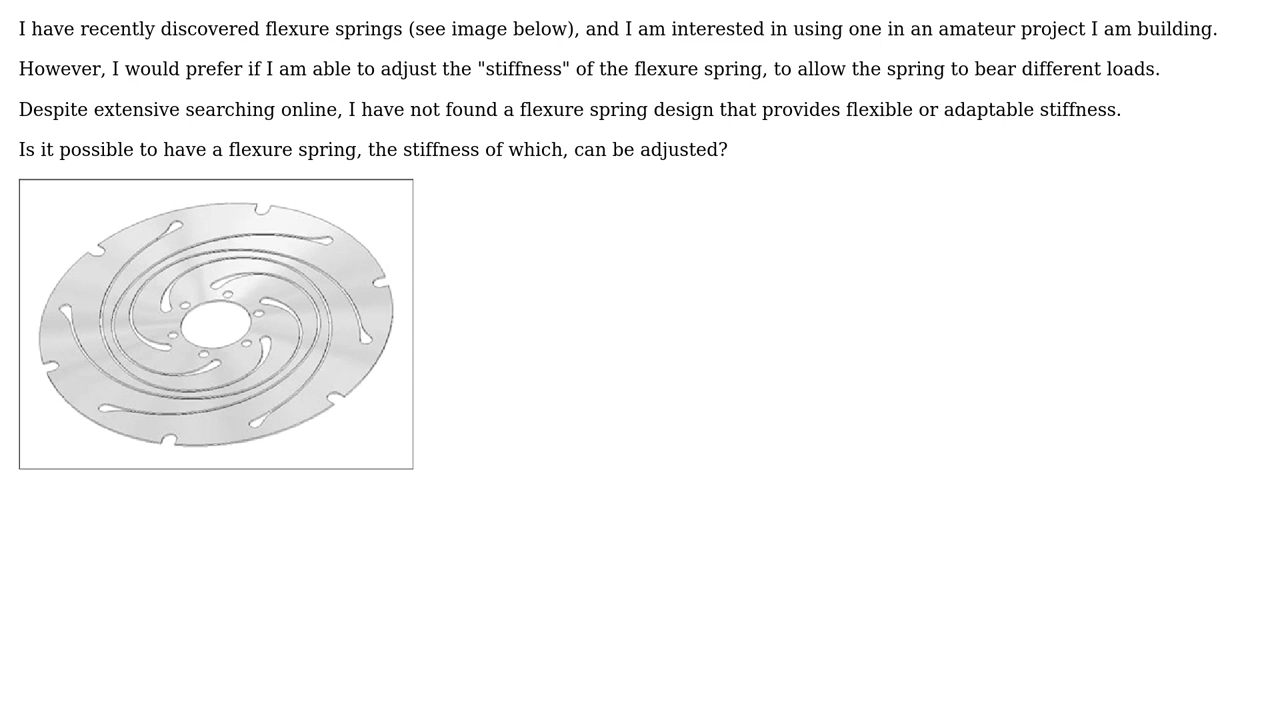 I have recently discovered flexure springs (see image below), and I am interested in using one in an amateur project I am building.
However, I would prefer if I am able to adjust the "stiffness" of the flexure spring, to allow the spring to bear different loads.
Despite extensive searching online, I have not found a flexure spring design that provides flexible or adaptable stiffness.
Is it possible to have a flexure spring, the stiffness of which, can be adjusted?